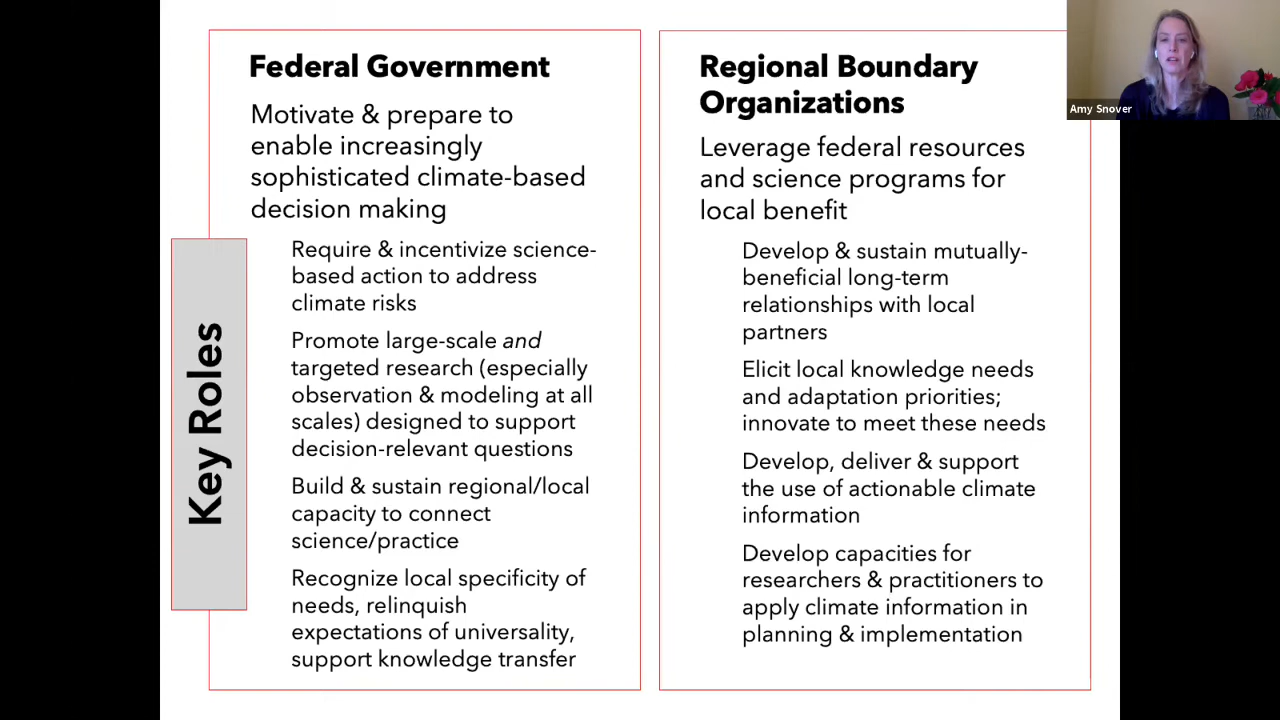 Federal Government
Motivate & prepare to
enable increasingly
sophisticated climate-based
decision making
Require & incentivize science-
based action to address
climate risks
Promote large-scale and
targeted research (especially
observation & modeling at all
scales) designed to support
decision-relevant questions
Build & sustain regional/local
capacity to connect
science/practice
Recognize local specificity of
needs, relinquish
expectations of universality,
support knowledge transfer
Key Roles
Regional Boundary
Organizations
Leverage federal resources
and science programs for
local benefit
Develop & sustain mutually-
beneficial long-term
relationships with local
partners
Elicit local knowledge needs
and adaptation priorities;
innovate to meet these needs
Develop, deliver & support
the use of actionable climate
information
Develop capacities for
researchers & practitioners to
apply climate information in
planning & implementation
Amy Snover